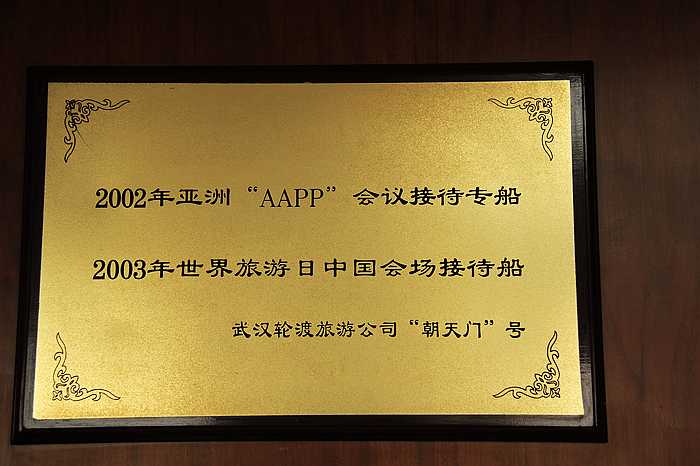 2002年亚洲“AAPP”会议接待专船
2003年世界旅游日中国会场接待船
武汉轮渡旅游公司“朝天门”号